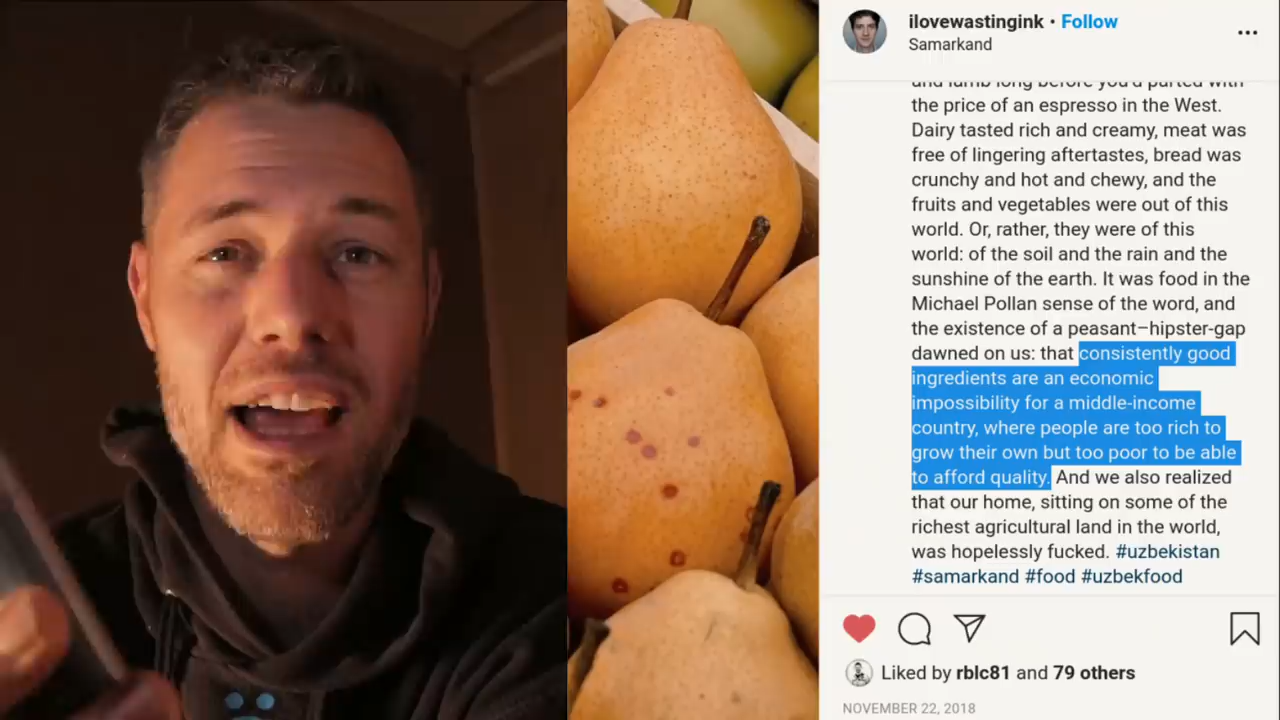 ilovewastingink • Follow
Samarkand
and lamb long before you'd parted with
the price of an espresso in the West.
Dairy tasted rich and creamy, meat was
free of lingering aftertastes, bread was
crunchy and hot and chewy, and the
fruits and vegetables were out of this
world. Or, rather, they were of this
world: of the soil and the rain and the
sunshine of the earth. It was food in the
Michael Pollan sense of the word, and
the existence of a peasant–hipster-gap
dawned on us: that consistently good
ingredients are an economic
impossibility for a middle-income
country, where people are too rich to
grow their own but too poor to be able
to afford quality. And we also realized
that our home, sitting on some of the
richest agricultural land in the world,
was hopelessly fucked. #uzbekistan
#samarkand #food #uzbekfood
Liked by rblc81 and 79 others
NOVEMBER 22, 2018